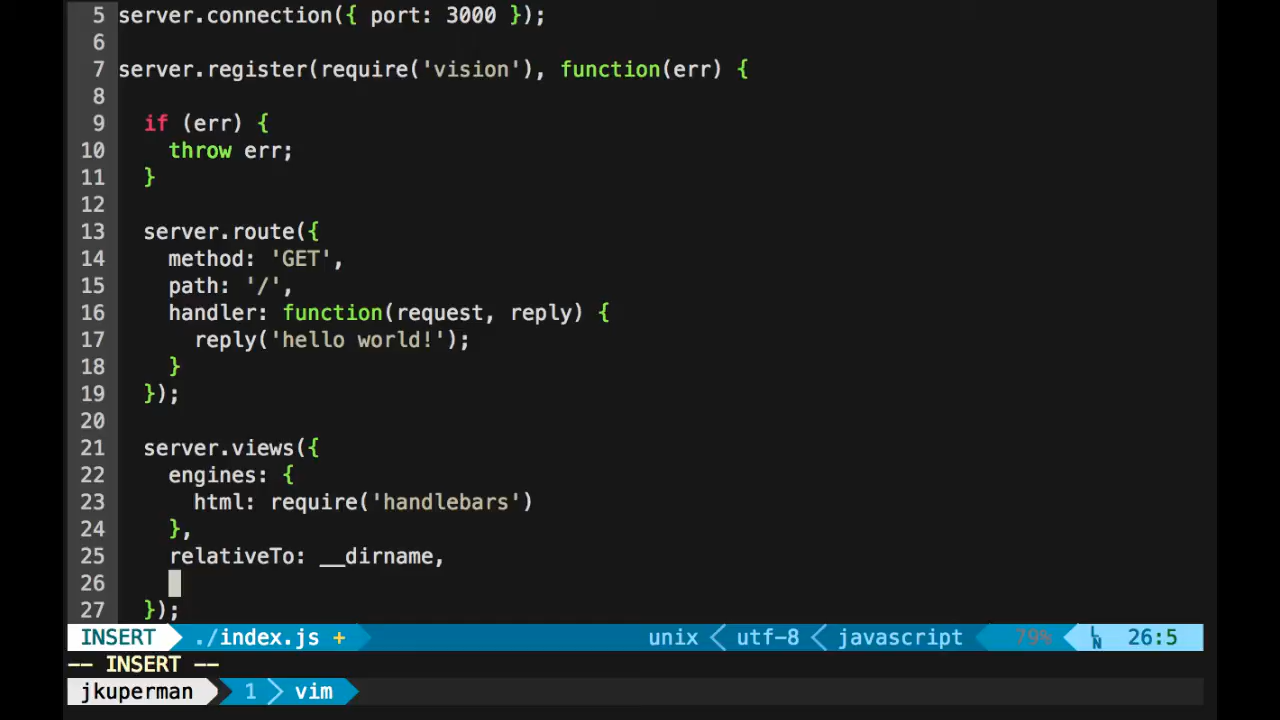 5 server.connection({ port: 3000 });
6
7 server.register(require('vision'), function(err) {
8
9 if (err) {
10 throw err;
11 }
12
13 server.route({
14 method: 'GET',
15 path: '/',
16 handler: function(request, reply) {
17 reply('hello world!');
18 }
19 });
20
21 server.views({
22 engines: {
23 html: require('handlebars')
24 },
25 relativeTo: __dirname,
26
27 });
INSERT ./index.js + unix utf-8 javascript 79% LN 26:5
-- INSERT --
jkuperman 1 vim